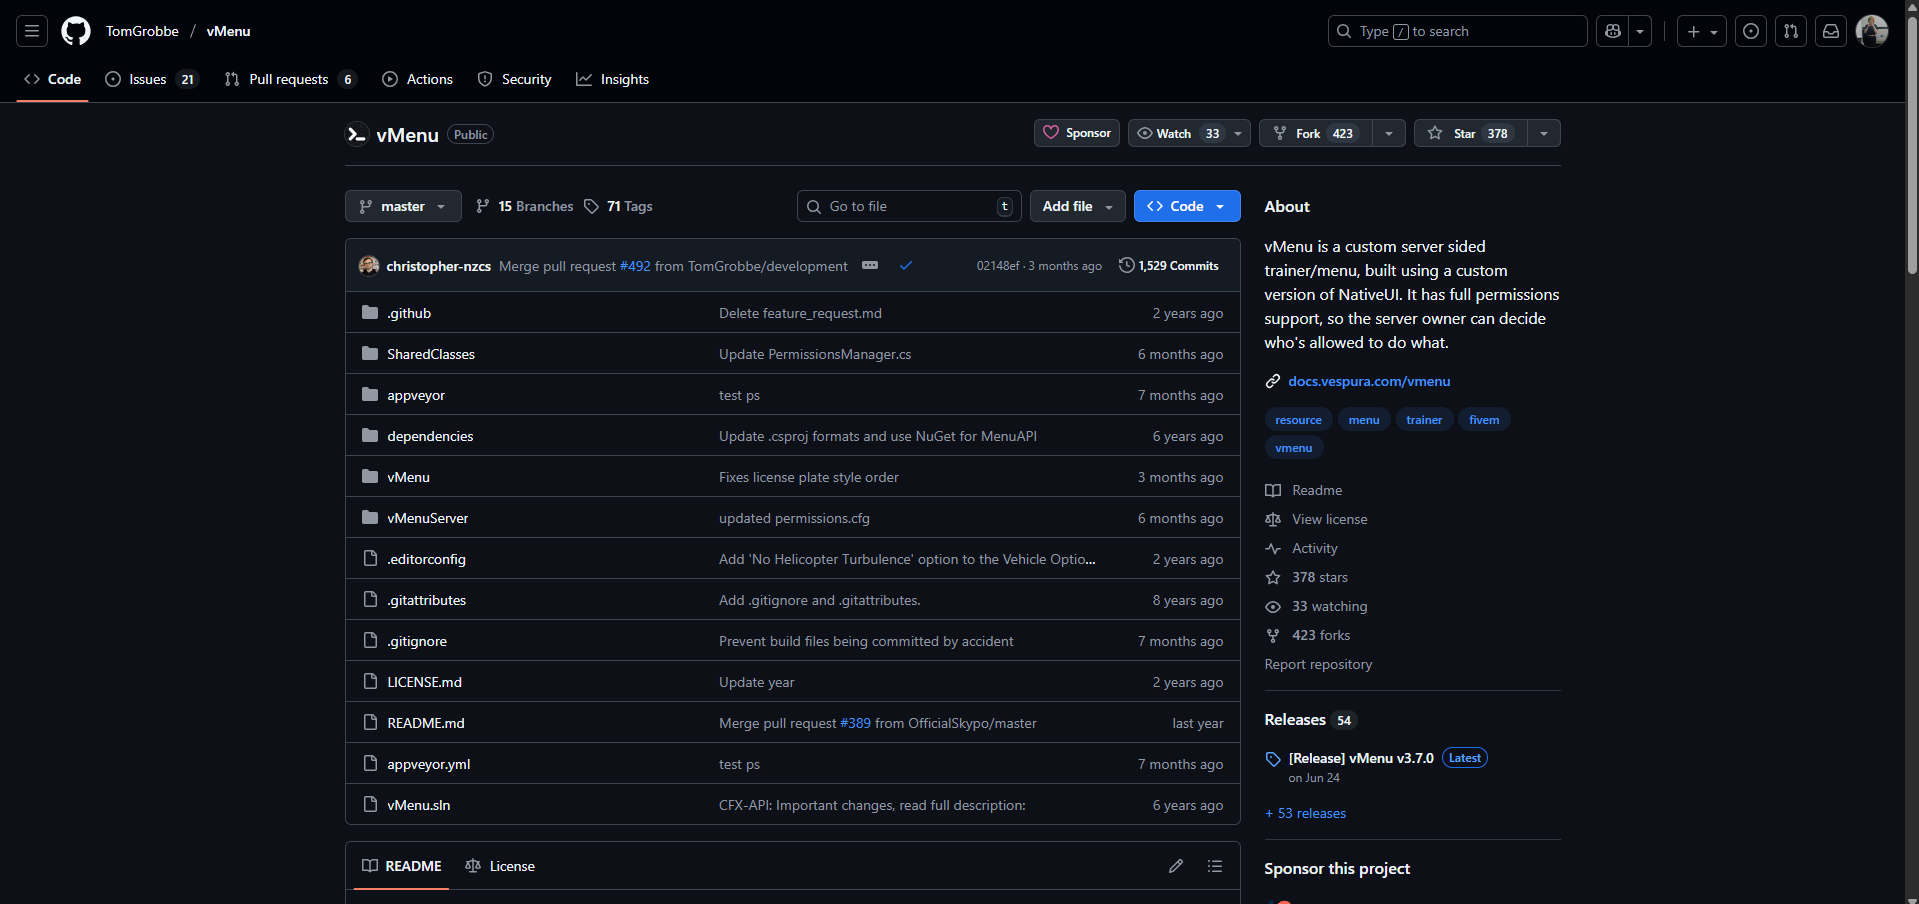 TomGrobbe / vMenu
Type / to search
Code
Issues 21
Pull requests 6
Actions
Security
Insights
vMenu Public
Sponsor
Watch 33
Fork 423
Star 378
master
15 Branches
71 Tags
Go to file t
Add file
Code
christopher-nzcs Merge pull request #492 from TomGrobbe/development
02148ef · 3 months ago
1,529 Commits
.github Delete feature_request.md 2 years ago
SharedClasses Update PermissionsManager.cs 6 months ago
appveyor test ps 7 months ago
dependencies Update .csproj formats and use NuGet for MenuAPI 6 years ago
vMenu Fixes license plate style order 3 months ago
vMenuServer updated permissions.cfg 6 months ago
.editorconfig Add 'No Helicopter Turbulence' option to the Vehicle Optio... 2 years ago
.gitattributes Add .gitignore and .gitattributes. 8 years ago
.gitignore Prevent build files being committed by accident 7 months ago
LICENSE.md Update year 2 years ago
README.md Merge pull request #389 from OfficialSkypo/master last year
appveyor.yml test ps 7 months ago
vMenu.sln CFX-API: Important changes, read full description: 6 years ago
README
License
About
vMenu is a custom server sided
trainer/menu, built using a custom
version of NativeUI. It has full permissions
support, so the server owner can decide
who's allowed to do what.
docs.vespura.com/vmenu
resource menu trainer fivem
vmenu
Readme
View license
Activity
378 stars
33 watching
423 forks
Report repository
Releases 54
[Release] vMenu v3.7.0 Latest
on Jun 24
+ 53 releases
Sponsor this project